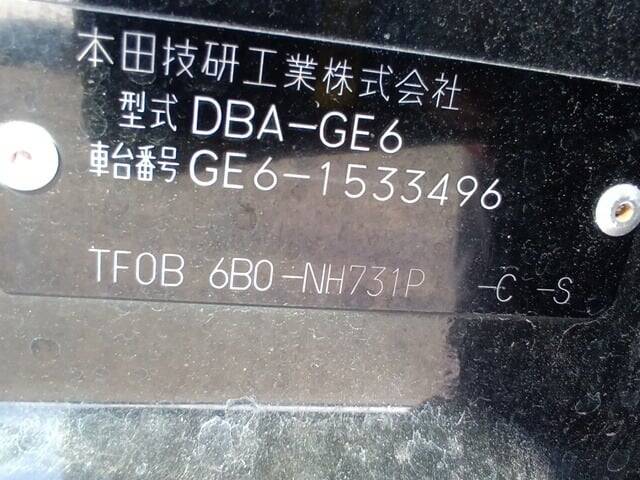 本田技研工業株式会社
型式 DBA-GE6
車台番号 GE6-1533496
TF0B 6B0-NH731P -C -S